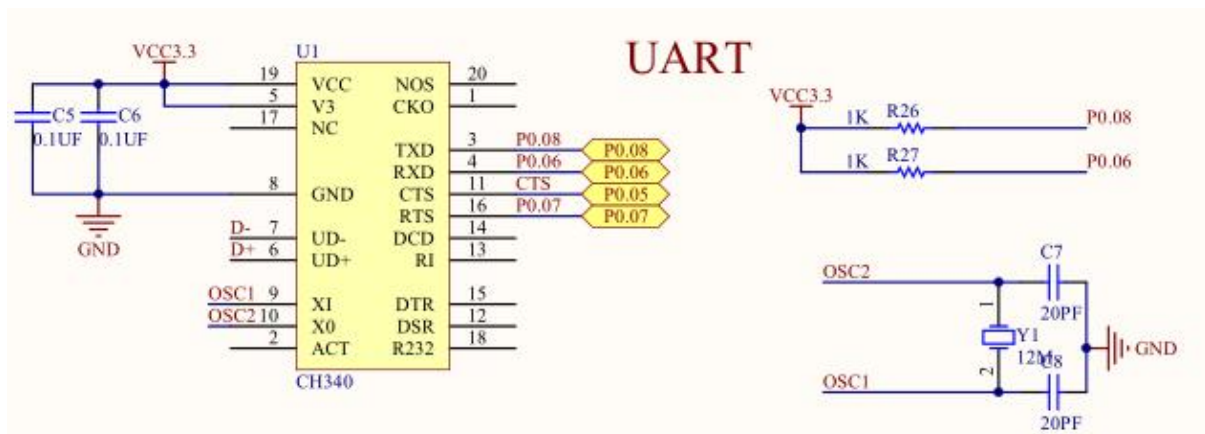 UART
VCC3.3
C5
0.1UF
C6
0.1UF
GND
U1
19 VCC NOS 20
5 V3 CKO 1
17 NC
TXD 3 P0.08 P0.08
RXD 4 P0.06 P0.06
8 GND CTS 11 CTS P0.05
RTS 16 P0.07 P0.07
D- 7 UD- DCD 14
D+ 6 UD+ RI 13
OSC1 9 XI DTR 15
OSC2 10 X0 DSR 12
2 ACT R232 18
CH340
VCC3.3
1K R26 P0.08
1K R27 P0.06
OSC2
C7
20PF
1
Y1
12M
2
C8
GND
OSC1
20PF